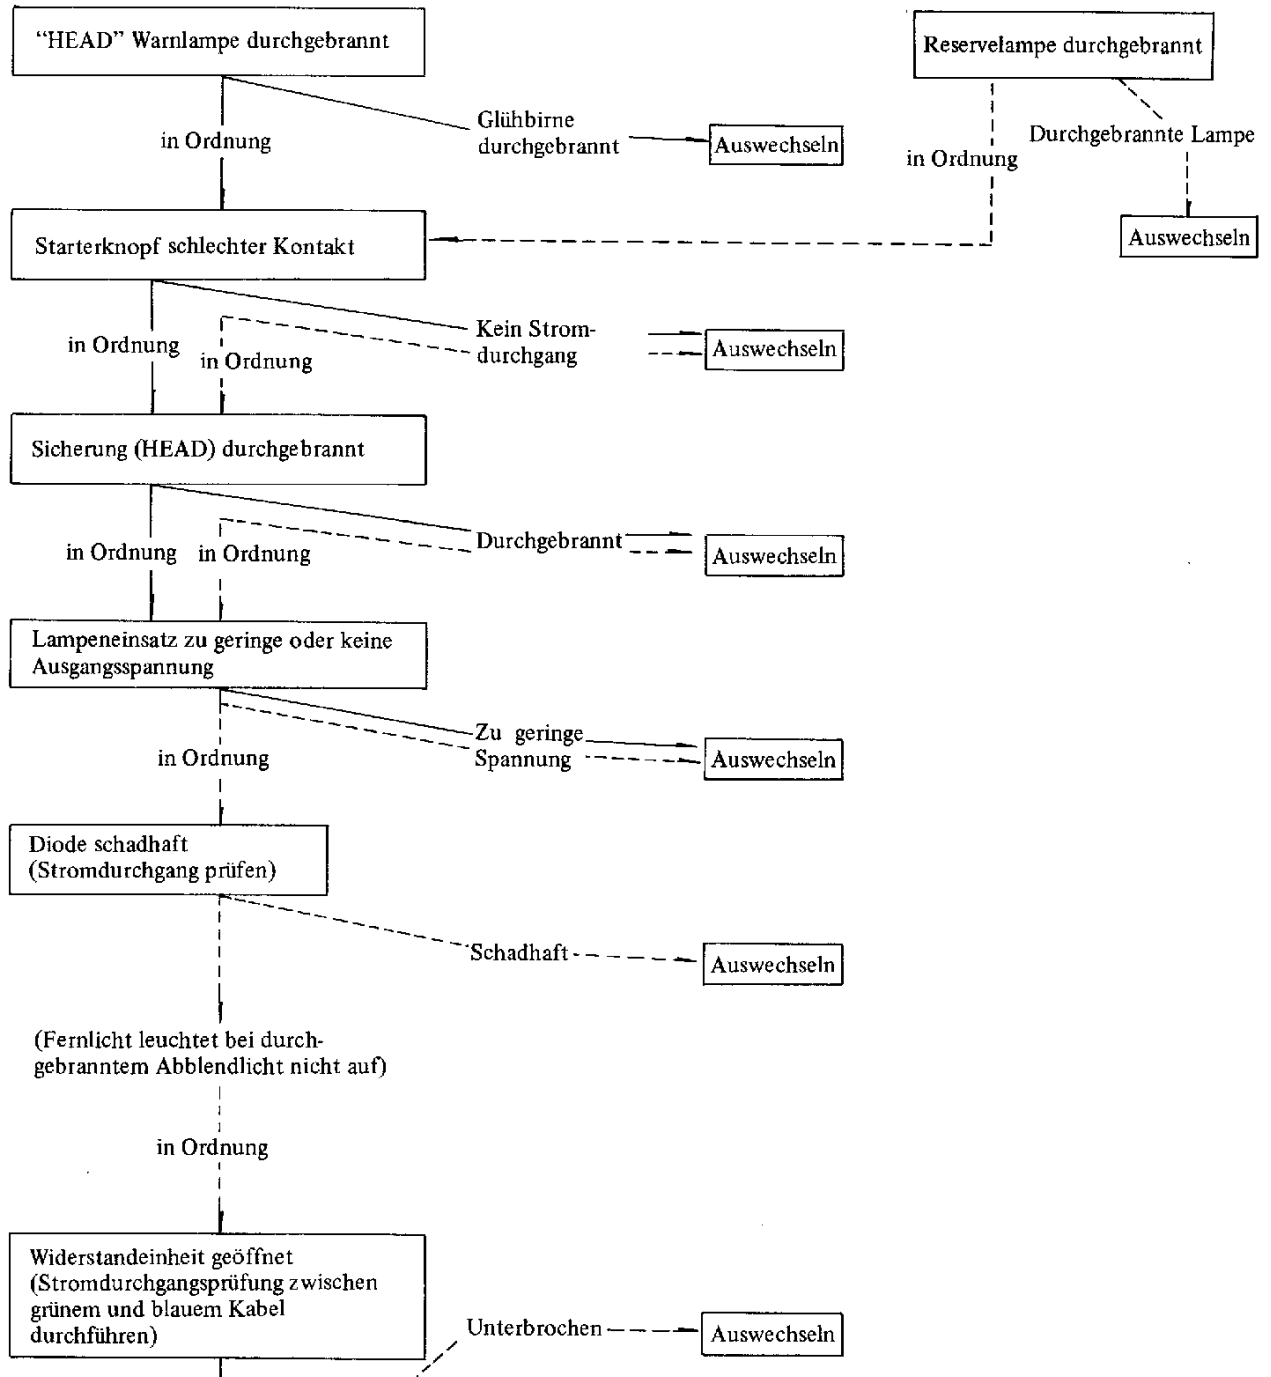 “HEAD” Warnlampe durchgebrannt
Reservelampe durchgebrannt
Glühbirne
durchgebrannt
Auswechseln
in Ordnung
Durchgebrannte Lampe
in Ordnung
Auswechseln
Starterknopf schlechter Kontakt
Kein Strom-
durchgang
Auswechseln
in Ordnung
in Ordnung
Sicherung (HEAD) durchgebrannt
Durchgebrannt
Auswechseln
in Ordnung
in Ordnung
Lampeneinsatz zu geringe oder keine
Ausgangsspannung
Zu geringe
Spannung
Auswechseln
in Ordnung
Diode schadhaft
(Stromdurchgang prüfen)
Schadhaft
Auswechseln
(Fernlicht leuchtet bei durch-
gebranntem Abblendlicht nicht auf)
in Ordnung
Widerstandeinheit geöffnet
(Stromdurchgangsprüfung zwischen
grünem und blauem Kabel
durchführen)
Unterbrochen
Auswechseln